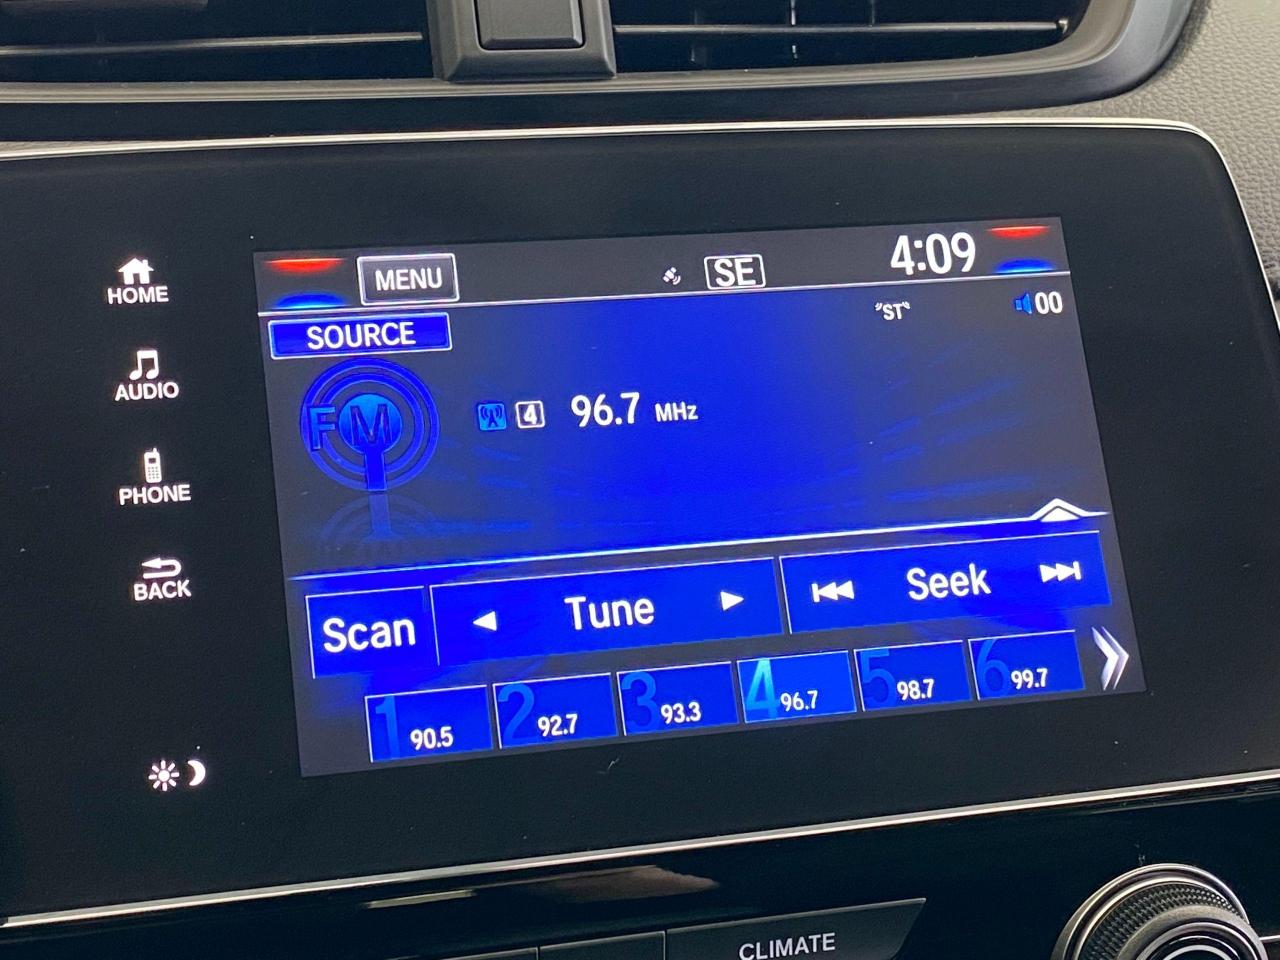 HOME
AUDIO
PHONE
BACK
MENU
SE
4:09
SOURCE
"ST"
00
FM
4
96.7 MHz
Scan
Tune
Seek
1 90.5
2 92.7
3 93.3
4 96.7
5 98.7
6 99.7
CLIMATE